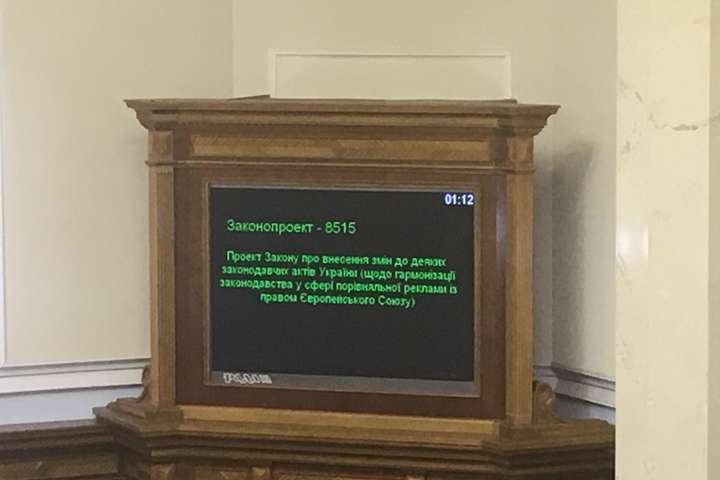 01:12
Законопроект - 8515
Проект Закону про внесення змін до деяких
законодавчих актів України (щодо гармонізації
законодавства у сфері порівняльної реклами із
правом Європейського Союзу)